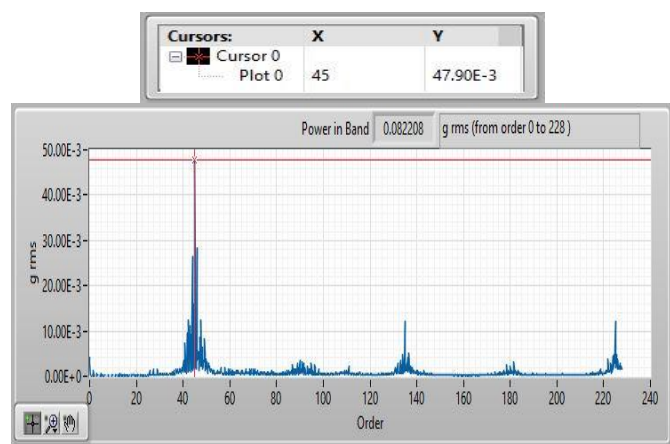 Cursors: X Y
Cursor 0
Plot 0 45 47.90E-3
Power in Band 0.082208 g rms (from order 0 to 228 )
50.00E-3
40.00E-3
30.00E-3
20.00E-3
10.00E-3
0.00E+0
g rms
0 20 40 60 80 100 120 140 160 180 200 220 240
Order